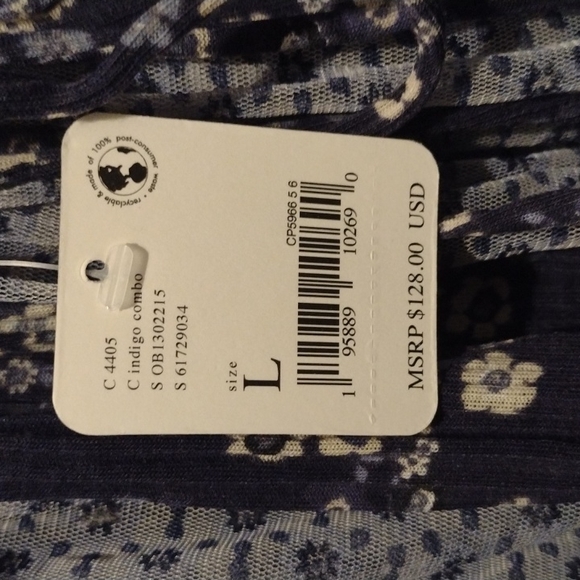 100% post-consumer waste • recyclable & made of
C 4405
C indigo combo
S OB1302215
S 61729034
size
L
CP5966 5 6
1 95889 10269 0
MSRP $128.00 USD